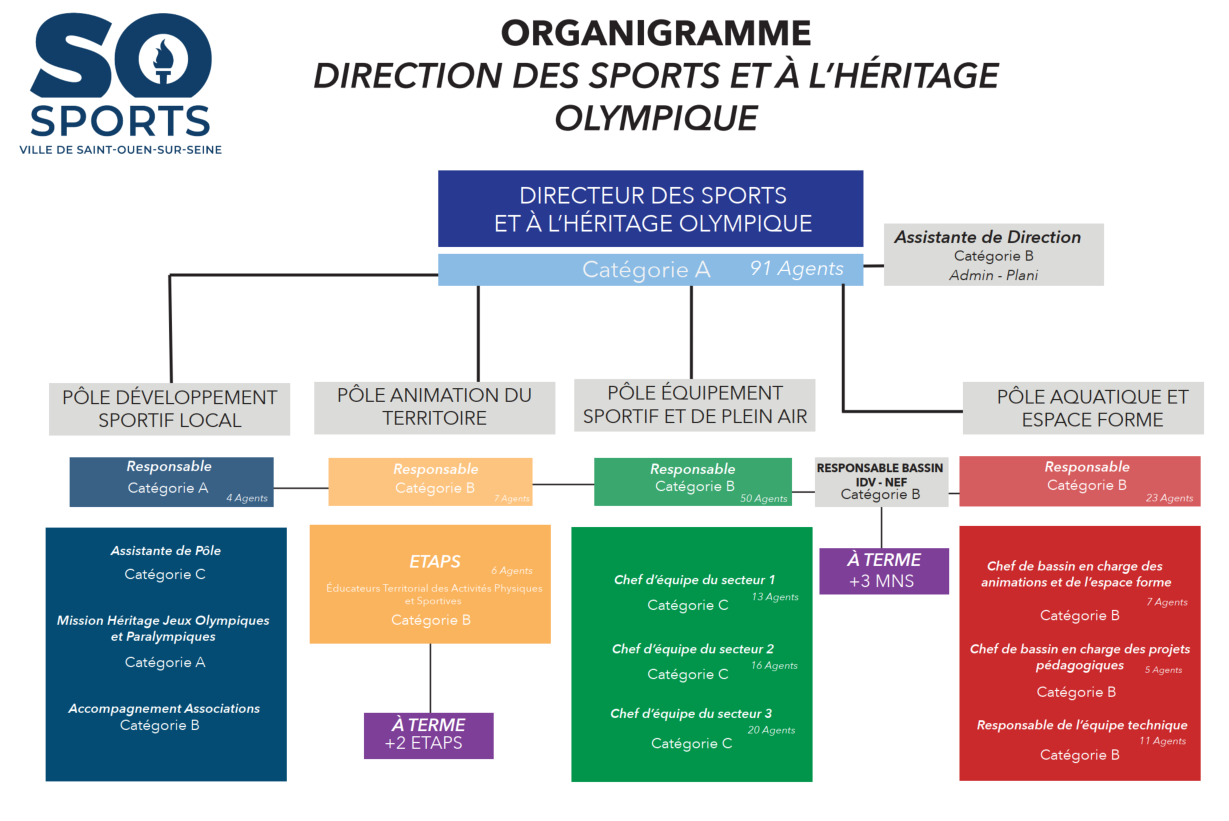 SO
SPORTS
VILLE DE SAINT-OUEN-SUR-SEINE
ORGANIGRAMME
DIRECTION DES SPORTS ET À L'HÉRITAGE
OLYMPIQUE
DIRECTEUR DES SPORTS
ET À L'HÉRITAGE OLYMPIQUE
Catégorie A 91 Agents
Assistante de Direction
Catégorie B
Admin - Plani
PÔLE DÉVELOPPEMENT
SPORTIF LOCAL
PÔLE ANIMATION DU
TERRITOIRE
PÔLE ÉQUIPEMENT
SPORTIF ET DE PLEIN AIR
PÔLE AQUATIQUE ET
ESPACE FORME
Responsable
Catégorie A
4 Agents
Responsable
Catégorie B
7 Agents
Responsable
Catégorie B
50 Agents
RESPONSABLE BASSIN
IDV - NEF
Catégorie B
Responsable
Catégorie B
23 Agents
Assistante de Pôle
Catégorie C
Mission Héritage Jeux Olympiques
et Paralympiques
Catégorie A
Accompagnement Associations
Catégorie B
ETAPS
6 Agents
Éducateurs Territorial des Activités Physiques
et Sportives
Catégorie B
À TERME
+2 ETAPS
Chef d'équipe du secteur 1
13 Agents
Catégorie C
Chef d'équipe du secteur 2
16 Agents
Catégorie C
Chef d'équipe du secteur 3
20 Agents
Catégorie C
À TERME
+3 MNS
Chef de bassin en charge des
animations et de l'espace forme
7 Agents
Catégorie B
Chef de bassin en charge des projets
pédagogiques 5 Agents
Catégorie B
Responsable de l'équipe technique
11 Agents
Catégorie B